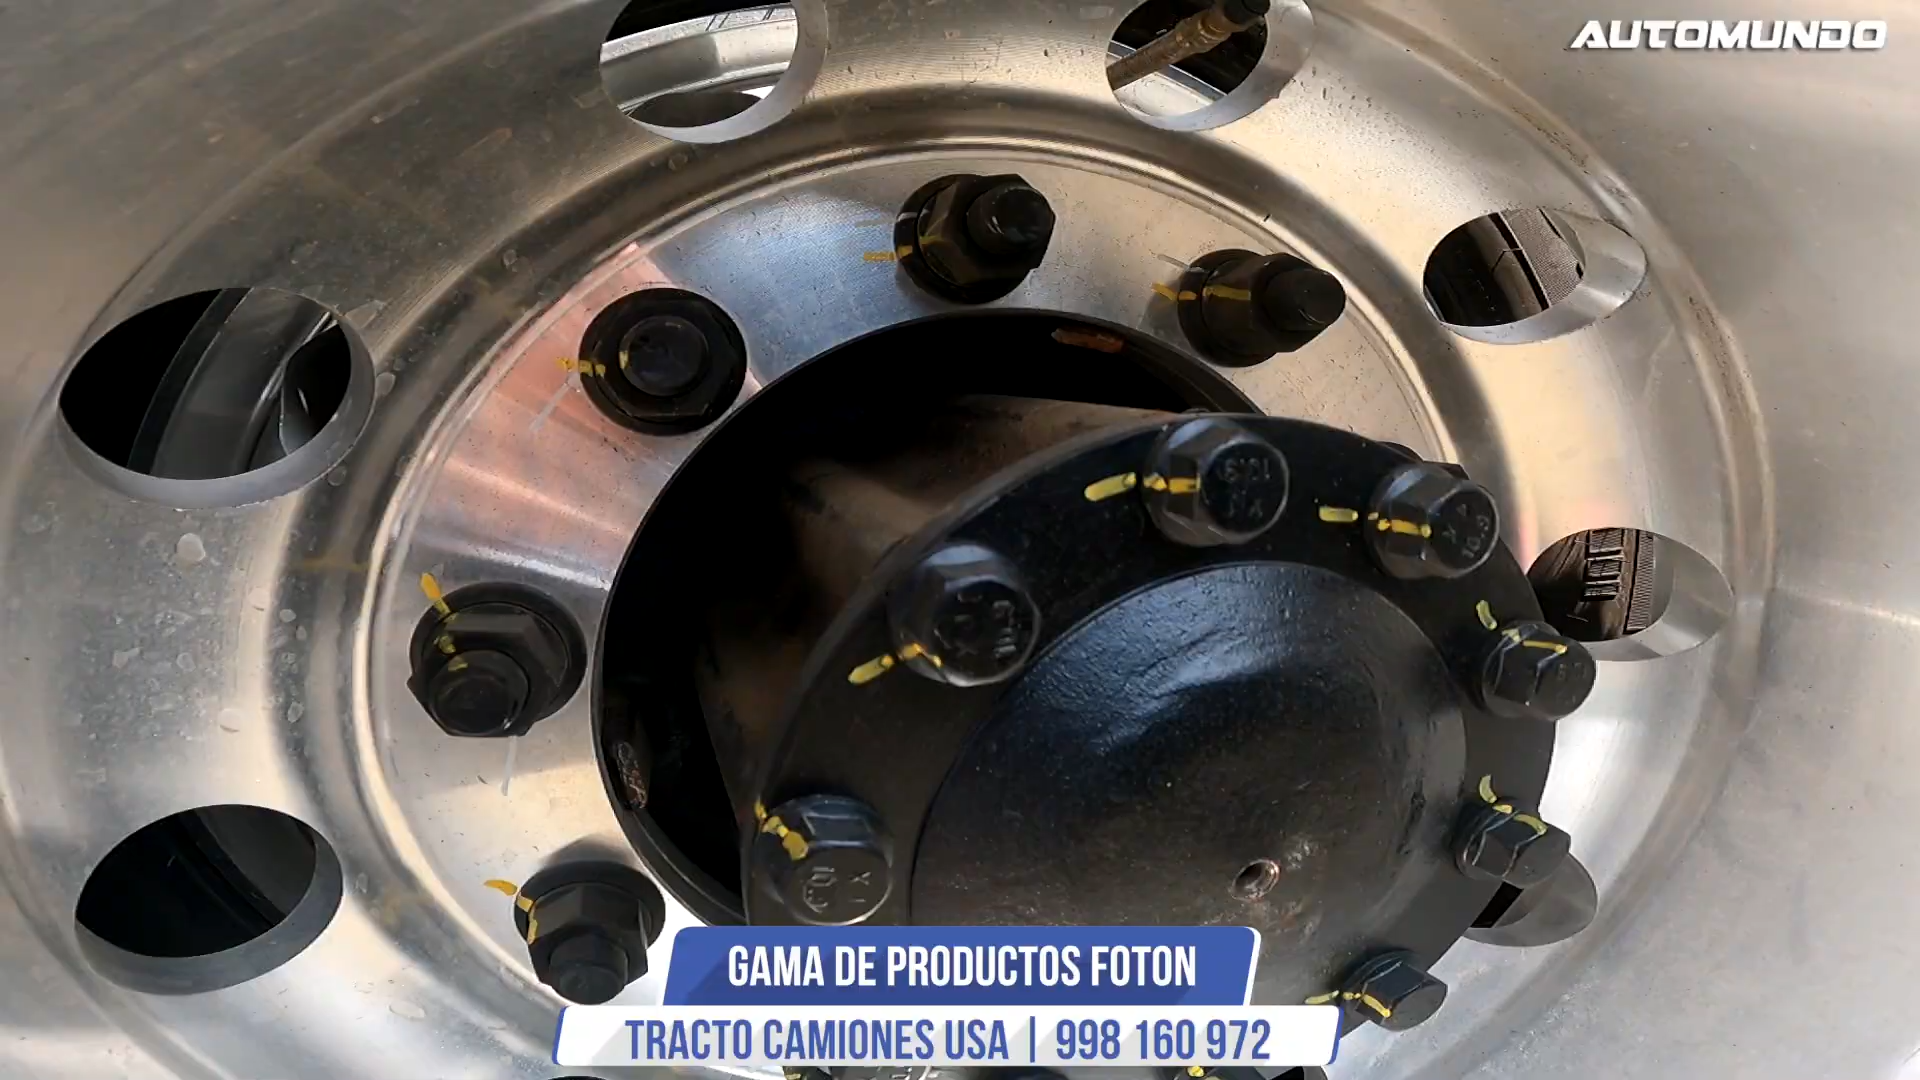 AUTOMUNDO
GAMA DE PRODUCTOS FOTON
TRACTO CAMIONES USA | 998 160 972